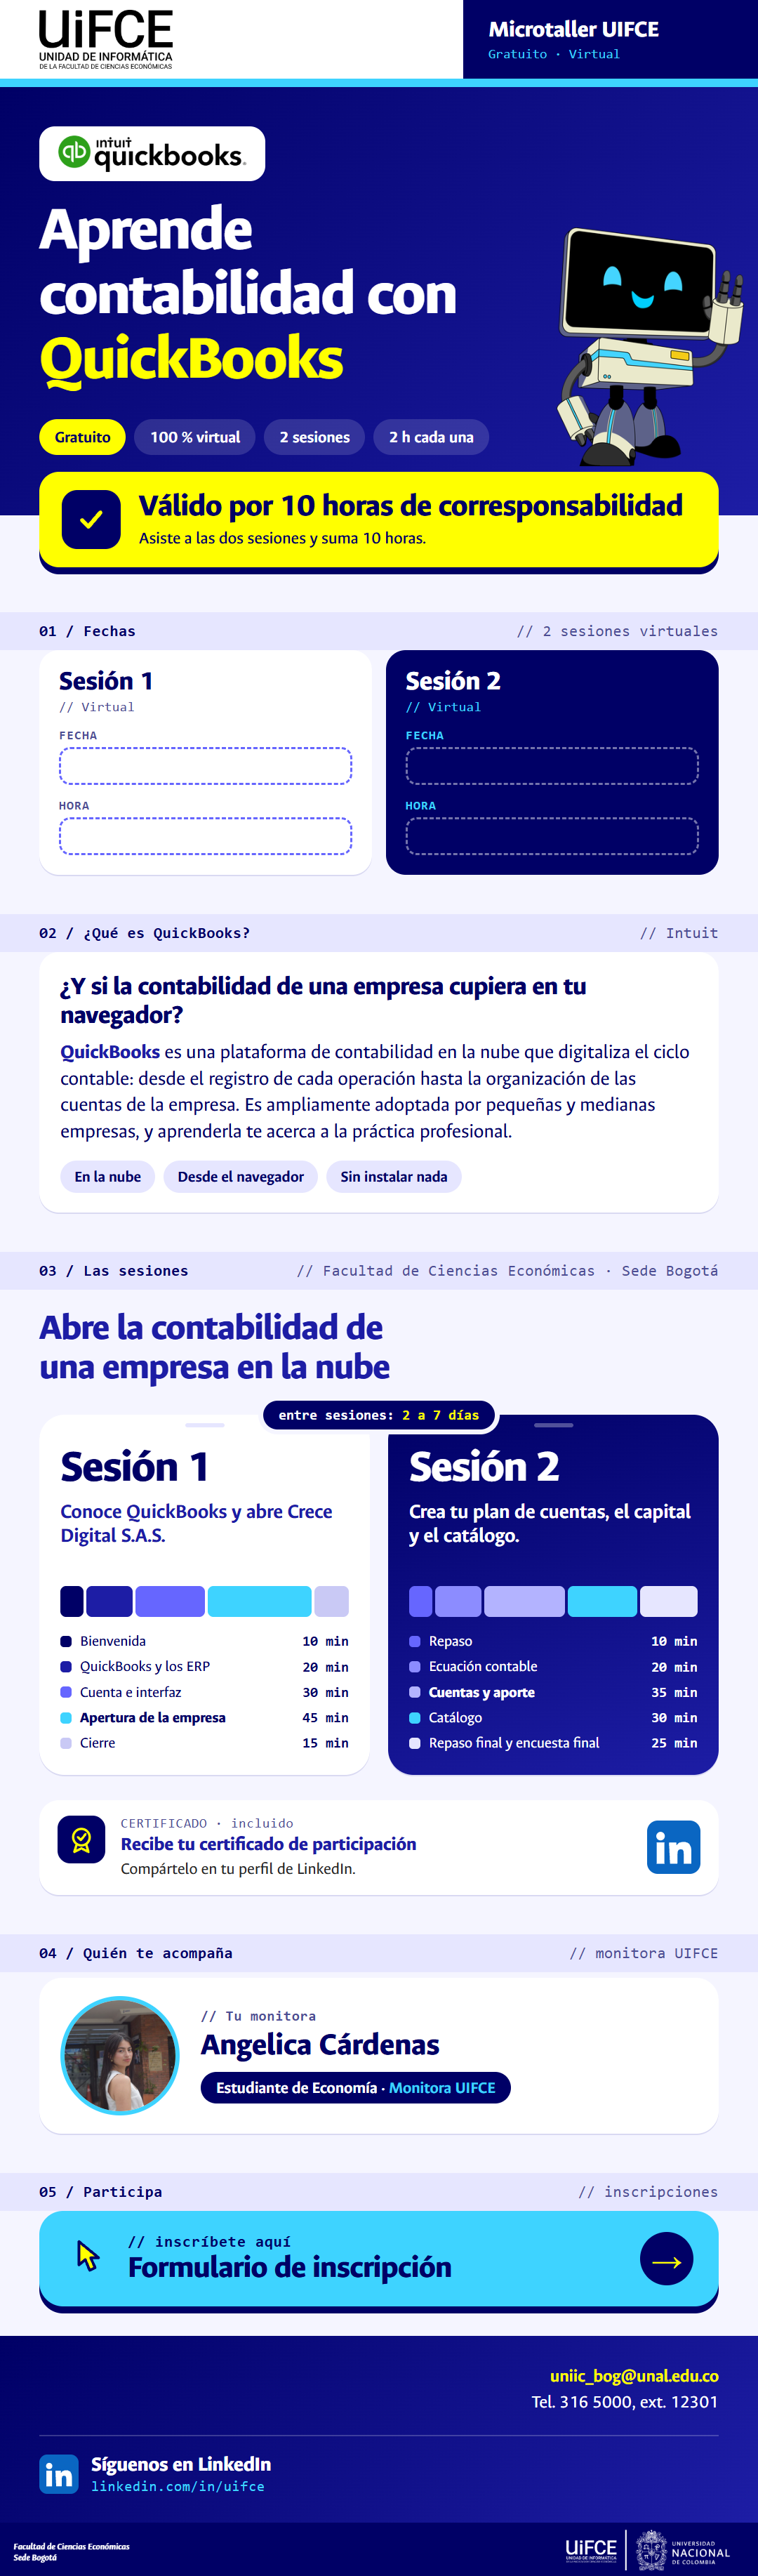 UiFCE
UNIDAD DE INFORMÁTICA
DE LA FACULTAD DE CIENCIAS ECONÓMICAS
Microtaller UIFCE
Gratuito · Virtual
qb intuit quickbooks.
Aprende
contabilidad con
QuickBooks
Gratuito
100 % virtual
2 sesiones
2 h cada una
Válido por 10 horas de corresponsabilidad
Asiste a las dos sesiones y suma 10 horas.
01 / Fechas
// 2 sesiones virtuales
Sesión 1
// Virtual
FECHA
HORA
Sesión 2
// Virtual
FECHA
HORA
02 / ¿Qué es QuickBooks?
// Intuit
¿Y si la contabilidad de una empresa cupiera en tu
navegador?
QuickBooks es una plataforma de contabilidad en la nube que digitaliza el ciclo
contable: desde el registro de cada operación hasta la organización de las
cuentas de la empresa. Es ampliamente adoptada por pequeñas y medianas
empresas, y aprenderla te acerca a la práctica profesional.
En la nube
Desde el navegador
Sin instalar nada
03 / Las sesiones
// Facultad de Ciencias Económicas · Sede Bogotá
Abre la contabilidad de
una empresa en la nube
entre sesiones: 2 a 7 días
Sesión 1
Conoce QuickBooks y abre Crece
Digital S.A.S.
Bienvenida 10 min
QuickBooks y los ERP 20 min
Cuenta e interfaz 30 min
Apertura de la empresa 45 min
Cierre 15 min
Sesión 2
Crea tu plan de cuentas, el capital
y el catálogo.
Repaso 10 min
Ecuación contable 20 min
Cuentas y aporte 35 min
Catálogo 30 min
Repaso final y encuesta final 25 min
CERTIFICADO · incluido
Recibe tu certificado de participación
Compártelo en tu perfil de LinkedIn.
in
04 / Quién te acompaña
// monitora UIFCE
// Tu monitora
Angelica Cárdenas
Estudiante de Economía · Monitora UIFCE
05 / Participa
// inscripciones
// inscríbete aquí
Formulario de inscripción
uniic_bog@unal.edu.co
Tel. 316 5000, ext. 12301
in
Síguenos en LinkedIn
linkedin.com/in/uifce
Facultad de Ciencias Económicas
Sede Bogotá
UiFCE
UNIDAD DE INFORMÁTICA
UNIVERSIDAD
NACIONAL
DE COLOMBIA